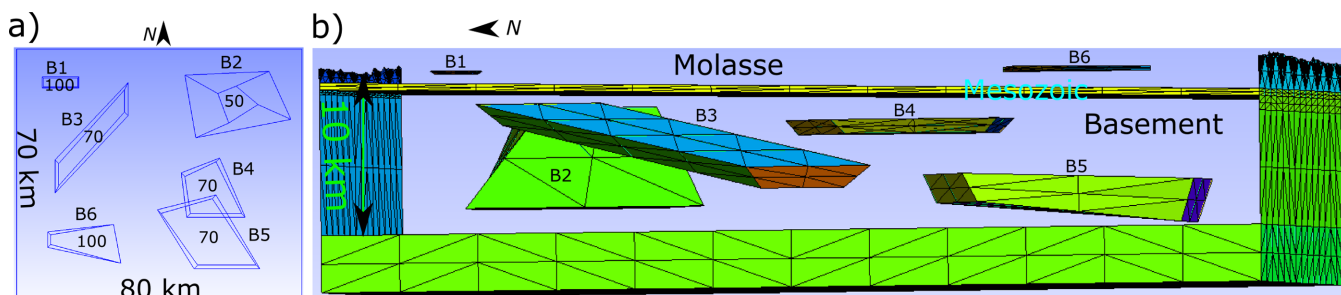 a)
N
B1
100
B2
50
B3
70
B4
70
B5
70
B6
100
70 km
80 km
b)
N
B1
Molasse
B6
Mesozoic
10 km
B3
B4
Basement
B2
B5